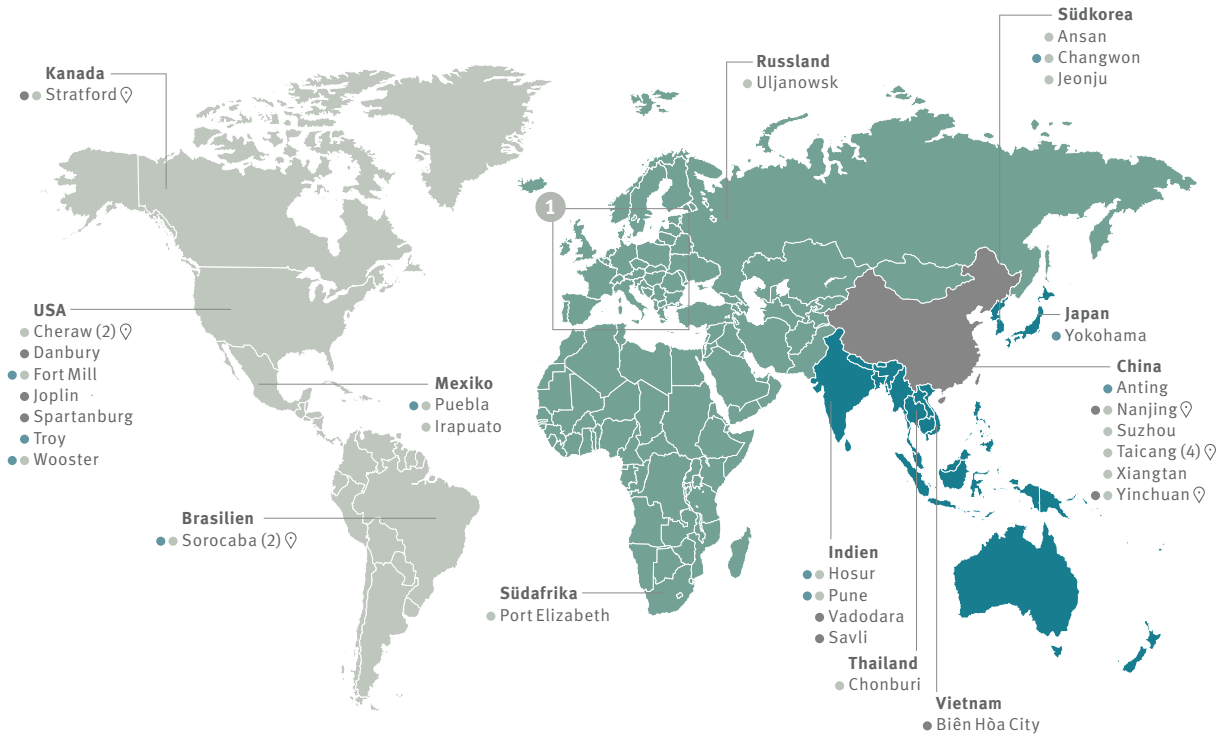 Kanada
Stratford
USA
Cheraw (2)
Danbury
Fort Mill
Joplin
Spartanburg
Troy
Wooster
Mexiko
Puebla
Irapuato
Brasilien
Sorocaba (2)
1
Russland
Uljanowsk
Südafrika
Port Elizabeth
Südkorea
Ansan
Changwon
Jeonju
Japan
Yokohama
China
Anting
Nanjing
Suzhou
Taicang (4)
Xiangtan
Yinchuan
Indien
Hosur
Pune
Vadodara
Savli
Thailand
Chonburi
Vietnam
Biên Hòa City